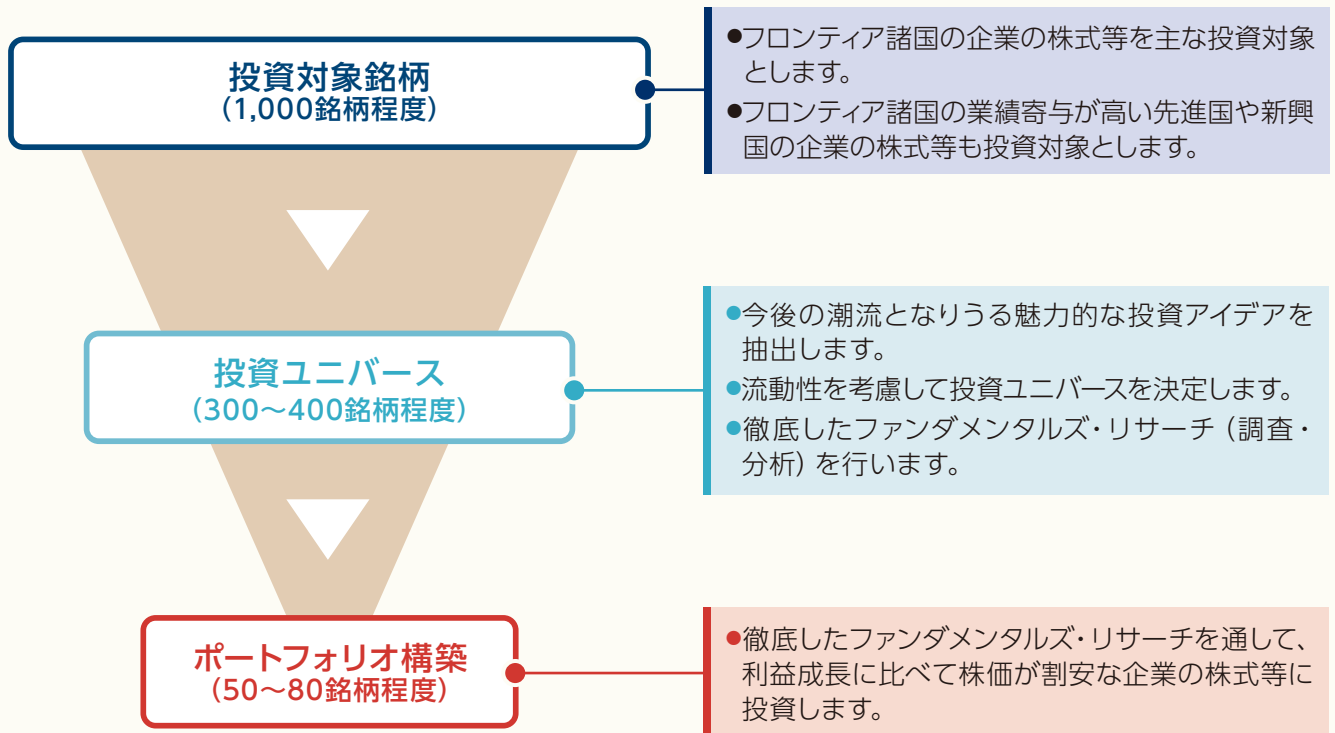 投資対象銘柄
(1,000銘柄程度)
●フロンティア諸国の企業の株式等を主な投資対象
とします。
●フロンティア諸国の業績寄与が高い先進国や新興
国の企業の株式等も投資対象とします。
投資ユニバース
(300~400銘柄程度)
●今後の潮流となりうる魅力的な投資アイデアを
抽出します。
●流動性を考慮して投資ユニバースを決定します。
●徹底したファンダメンタルズ・リサーチ(調査・
分析)を行います。
ポートフォリオ構築
(50~80銘柄程度)
●徹底したファンダメンタルズ・リサーチを通して、
利益成長に比べて株価が割安な企業の株式等に
投資します。